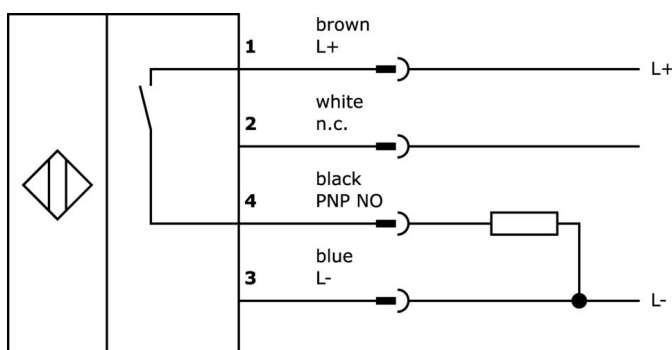 brown
1 L+
L+
white
2 n.c.
black
4 PNP NO
blue
3 L-
L-